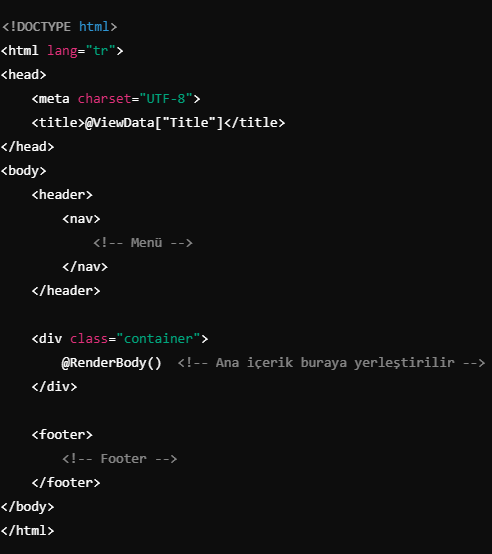 <!DOCTYPE html>
<html lang="tr">
<head>
    <meta charset="UTF-8">
    <title>@ViewData["Title"]</title>
</head>
<body>
    <header>
        <nav>
            <!-- Menü -->
        </nav>
    </header>

    <div class="container">
        @RenderBody()  <!-- Ana içerik buraya yerleştirilir -->
    </div>

    <footer>
        <!-- Footer -->
    </footer>
</body>
</html>